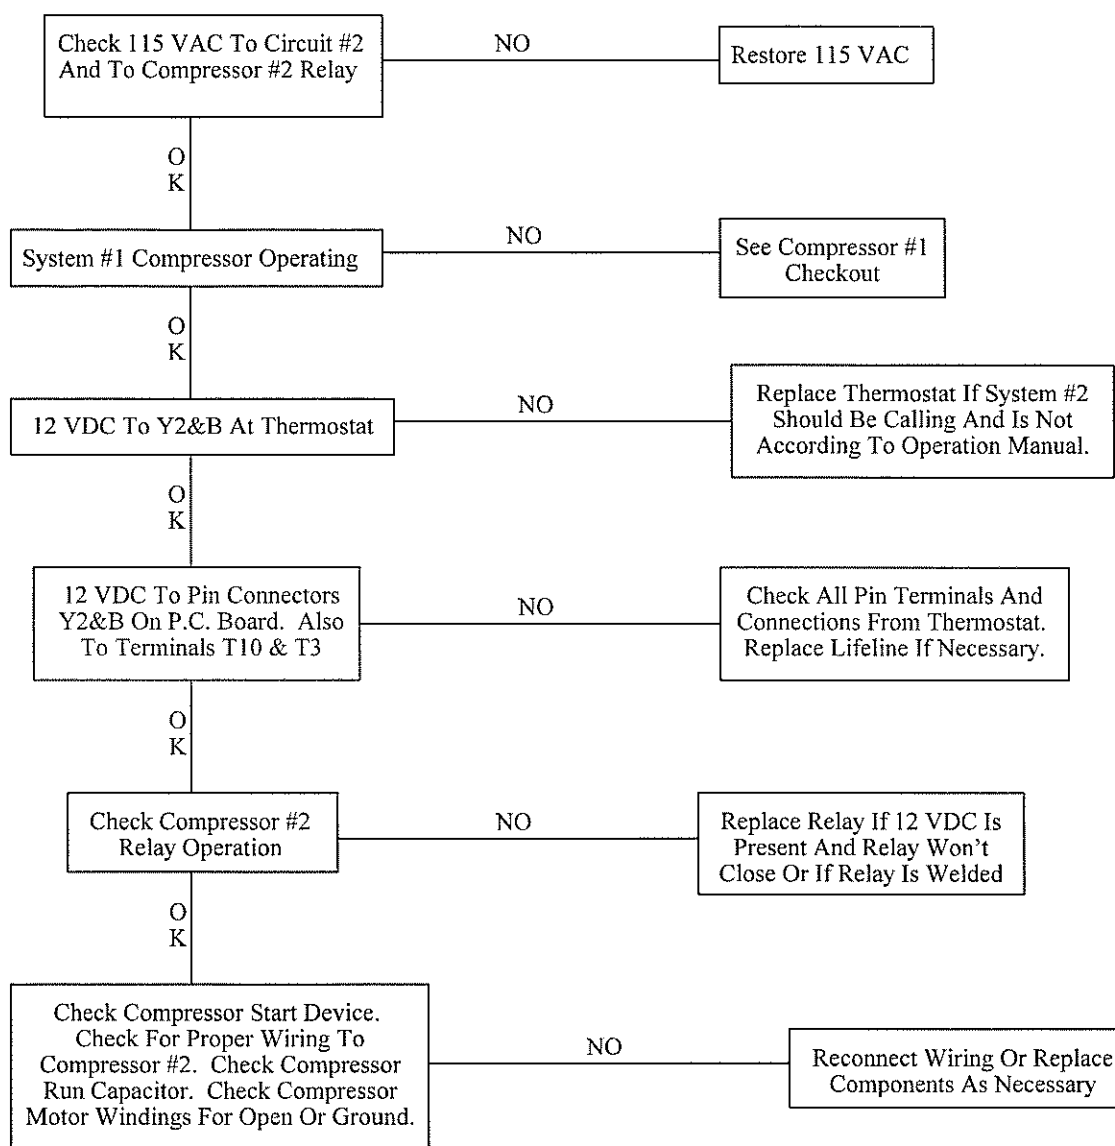 Check 115 VAC To Circuit #2
And To Compressor #2 Relay
NO
Restore 115 VAC
O
K
System #1 Compressor Operating
NO
See Compressor #1
Checkout
O
K
12 VDC To Y2&B At Thermostat
NO
Replace Thermostat If System #2
Should Be Calling And Is Not
According To Operation Manual.
O
K
12 VDC To Pin Connectors
Y2&B On P.C. Board. Also
To Terminals T10 & T3
NO
Check All Pin Terminals And
Connections From Thermostat.
Replace Lifeline If Necessary.
O
K
Check Compressor #2
Relay Operation
NO
Replace Relay If 12 VDC Is
Present And Relay Won't
Close Or If Relay Is Welded
O
K
Check Compressor Start Device.
Check For Proper Wiring To
Compressor #2. Check Compressor
Run Capacitor. Check Compressor
Motor Windings For Open Or Ground.
NO
Reconnect Wiring Or Replace
Components As Necessary